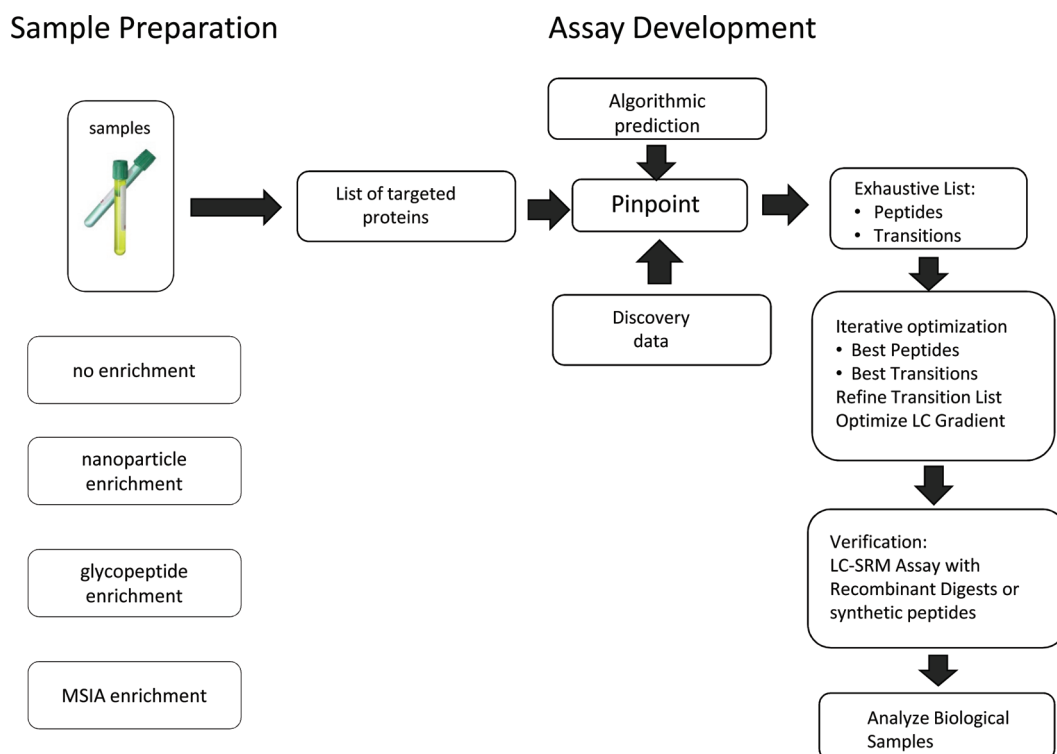 Sample Preparation
Assay Development
samples
List of targeted
proteins
Algorithmic
prediction
Pinpoint
Discovery
data
Exhaustive List:
• Peptides
• Transitions
Iterative optimization
• Best Peptides
• Best Transitions
Refine Transition List
Optimize LC Gradient
Verification:
LC-SRM Assay with
Recombinant Digests or
synthetic peptides
Analyze Biological
Samples
no enrichment
nanoparticle
enrichment
glycopeptide
enrichment
MSIA enrichment